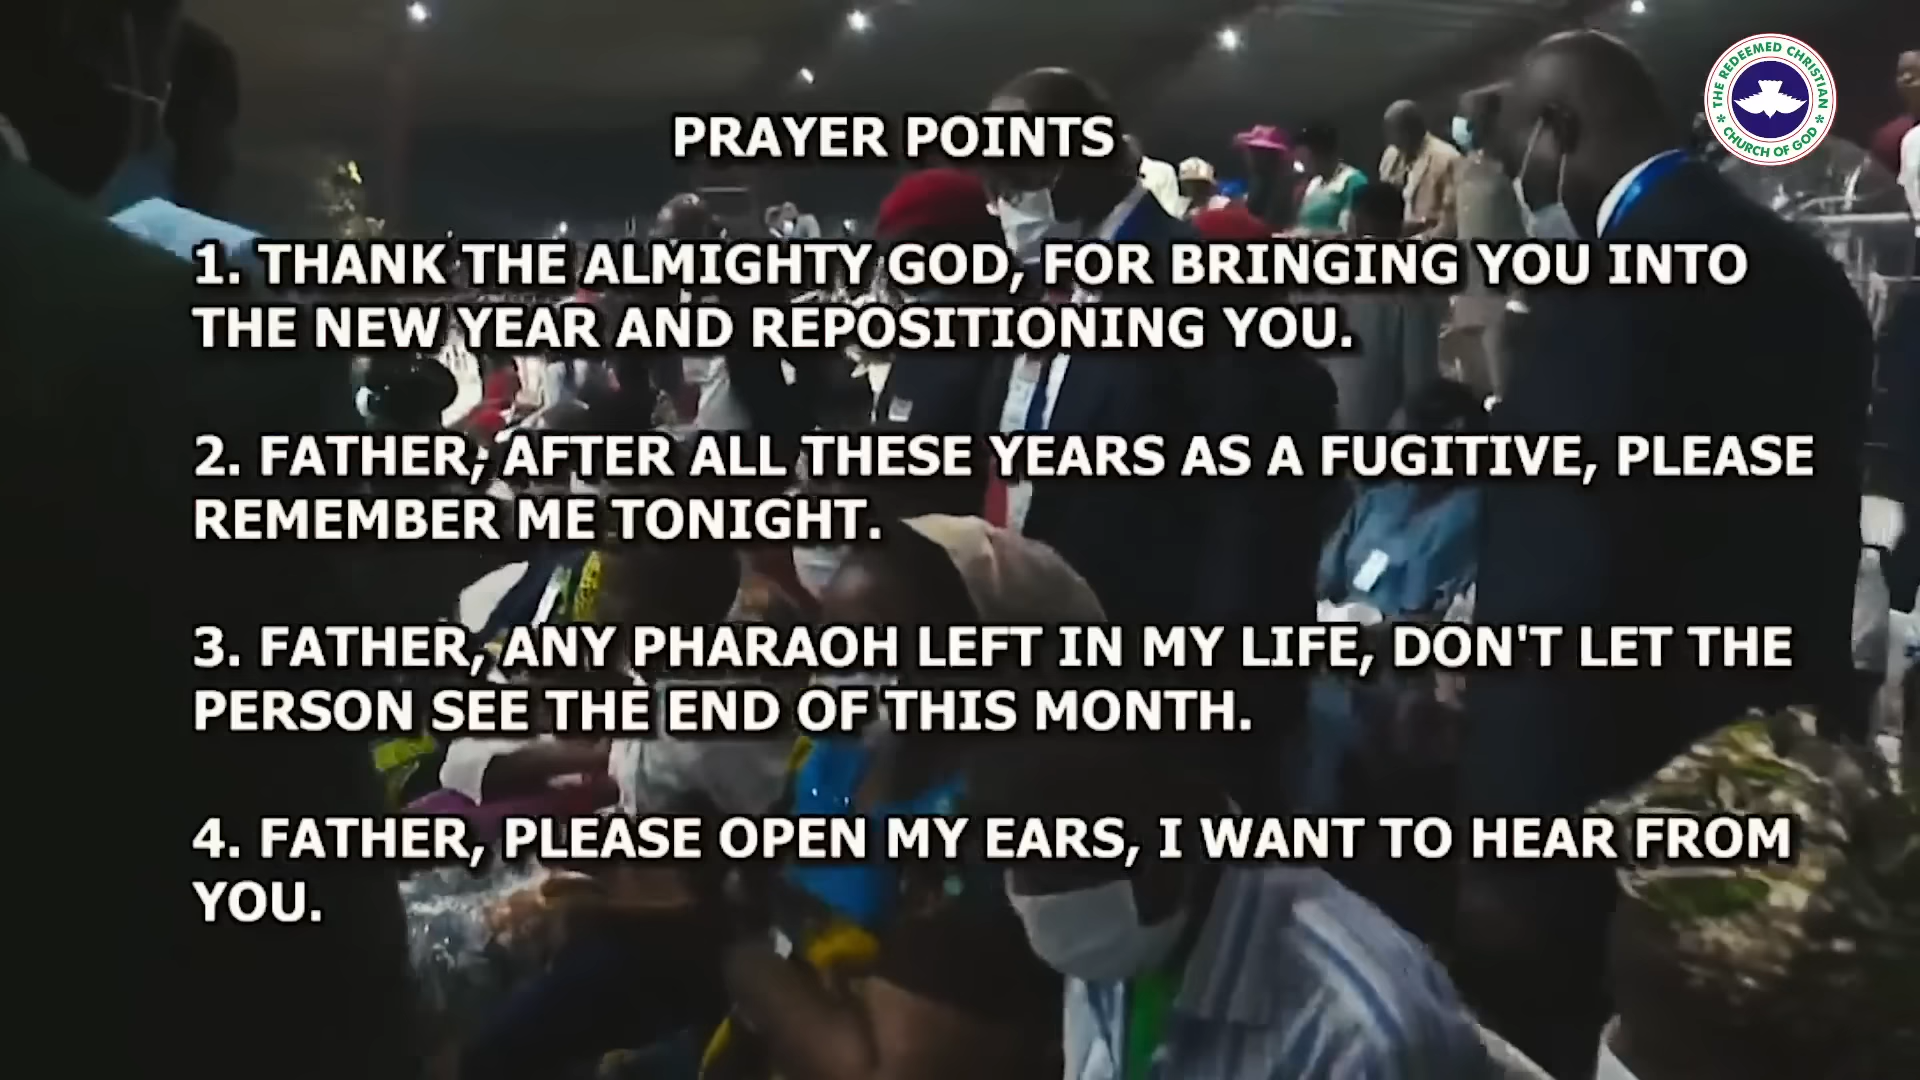 THE REDEEMED CHRISTIAN
CHURCH OF GOD
PRAYER POINTS
1. THANK THE ALMIGHTY GOD, FOR BRINGING YOU INTO
THE NEW YEAR AND REPOSITIONING YOU.
2. FATHER, AFTER ALL THESE YEARS AS A FUGITIVE, PLEASE
REMEMBER ME TONIGHT.
3. FATHER, ANY PHARAOH LEFT IN MY LIFE, DON'T LET THE
PERSON SEE THE END OF THIS MONTH.
4. FATHER, PLEASE OPEN MY EARS, I WANT TO HEAR FROM
YOU.